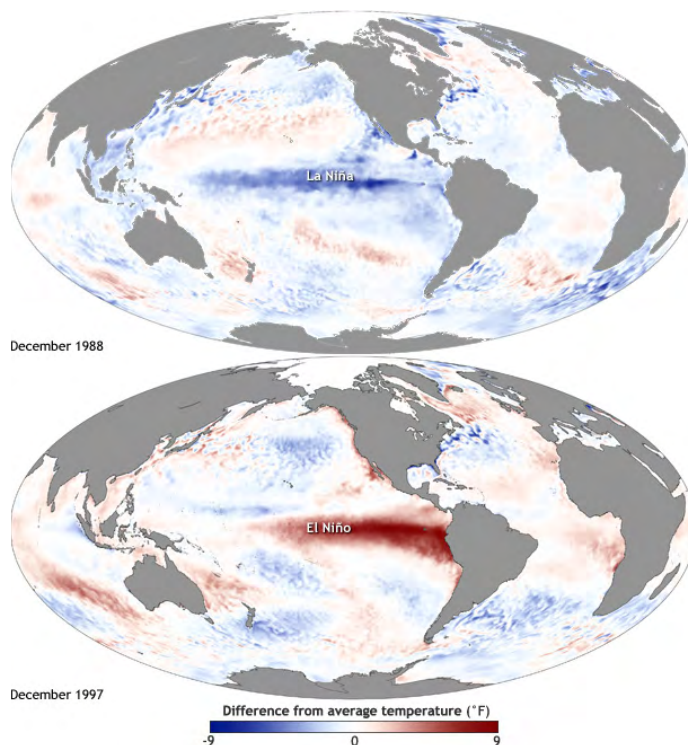 La Niña
December 1988
El Niño
December 1997
Difference from average temperature (°F)
-9 0 9